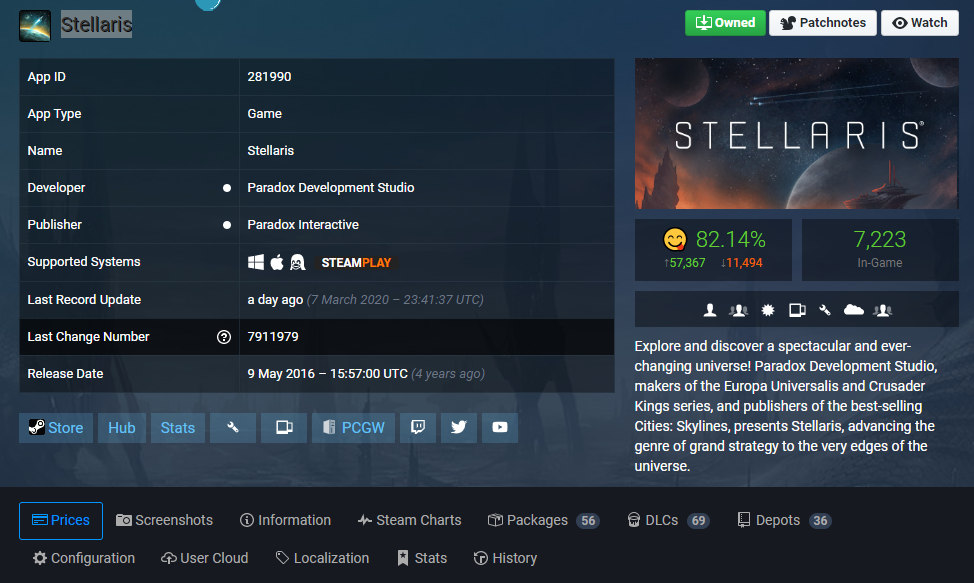 Stellaris
Owned
Patchnotes
Watch
App ID 281990
App Type Game
Name Stellaris
Developer Paradox Development Studio
Publisher Paradox Interactive
Supported Systems STEAMPLAY
Last Record Update a day ago (7 March 2020 – 23:41:37 UTC)
Last Change Number ? 7911979
Release Date 9 May 2016 – 15:57:00 UTC (4 years ago)
Store Hub Stats PCGW
STELLARIS®
82.14%
↑57,367 ↓11,494
7,223
In-Game
Explore and discover a spectacular and ever-
changing universe! Paradox Development Studio,
makers of the Europa Universalis and Crusader
Kings series, and publishers of the best-selling
Cities: Skylines, presents Stellaris, advancing the
genre of grand strategy to the very edges of the
universe.
Prices Screenshots Information Steam Charts Packages 56 DLCs 69 Depots 36
Configuration User Cloud Localization Stats History